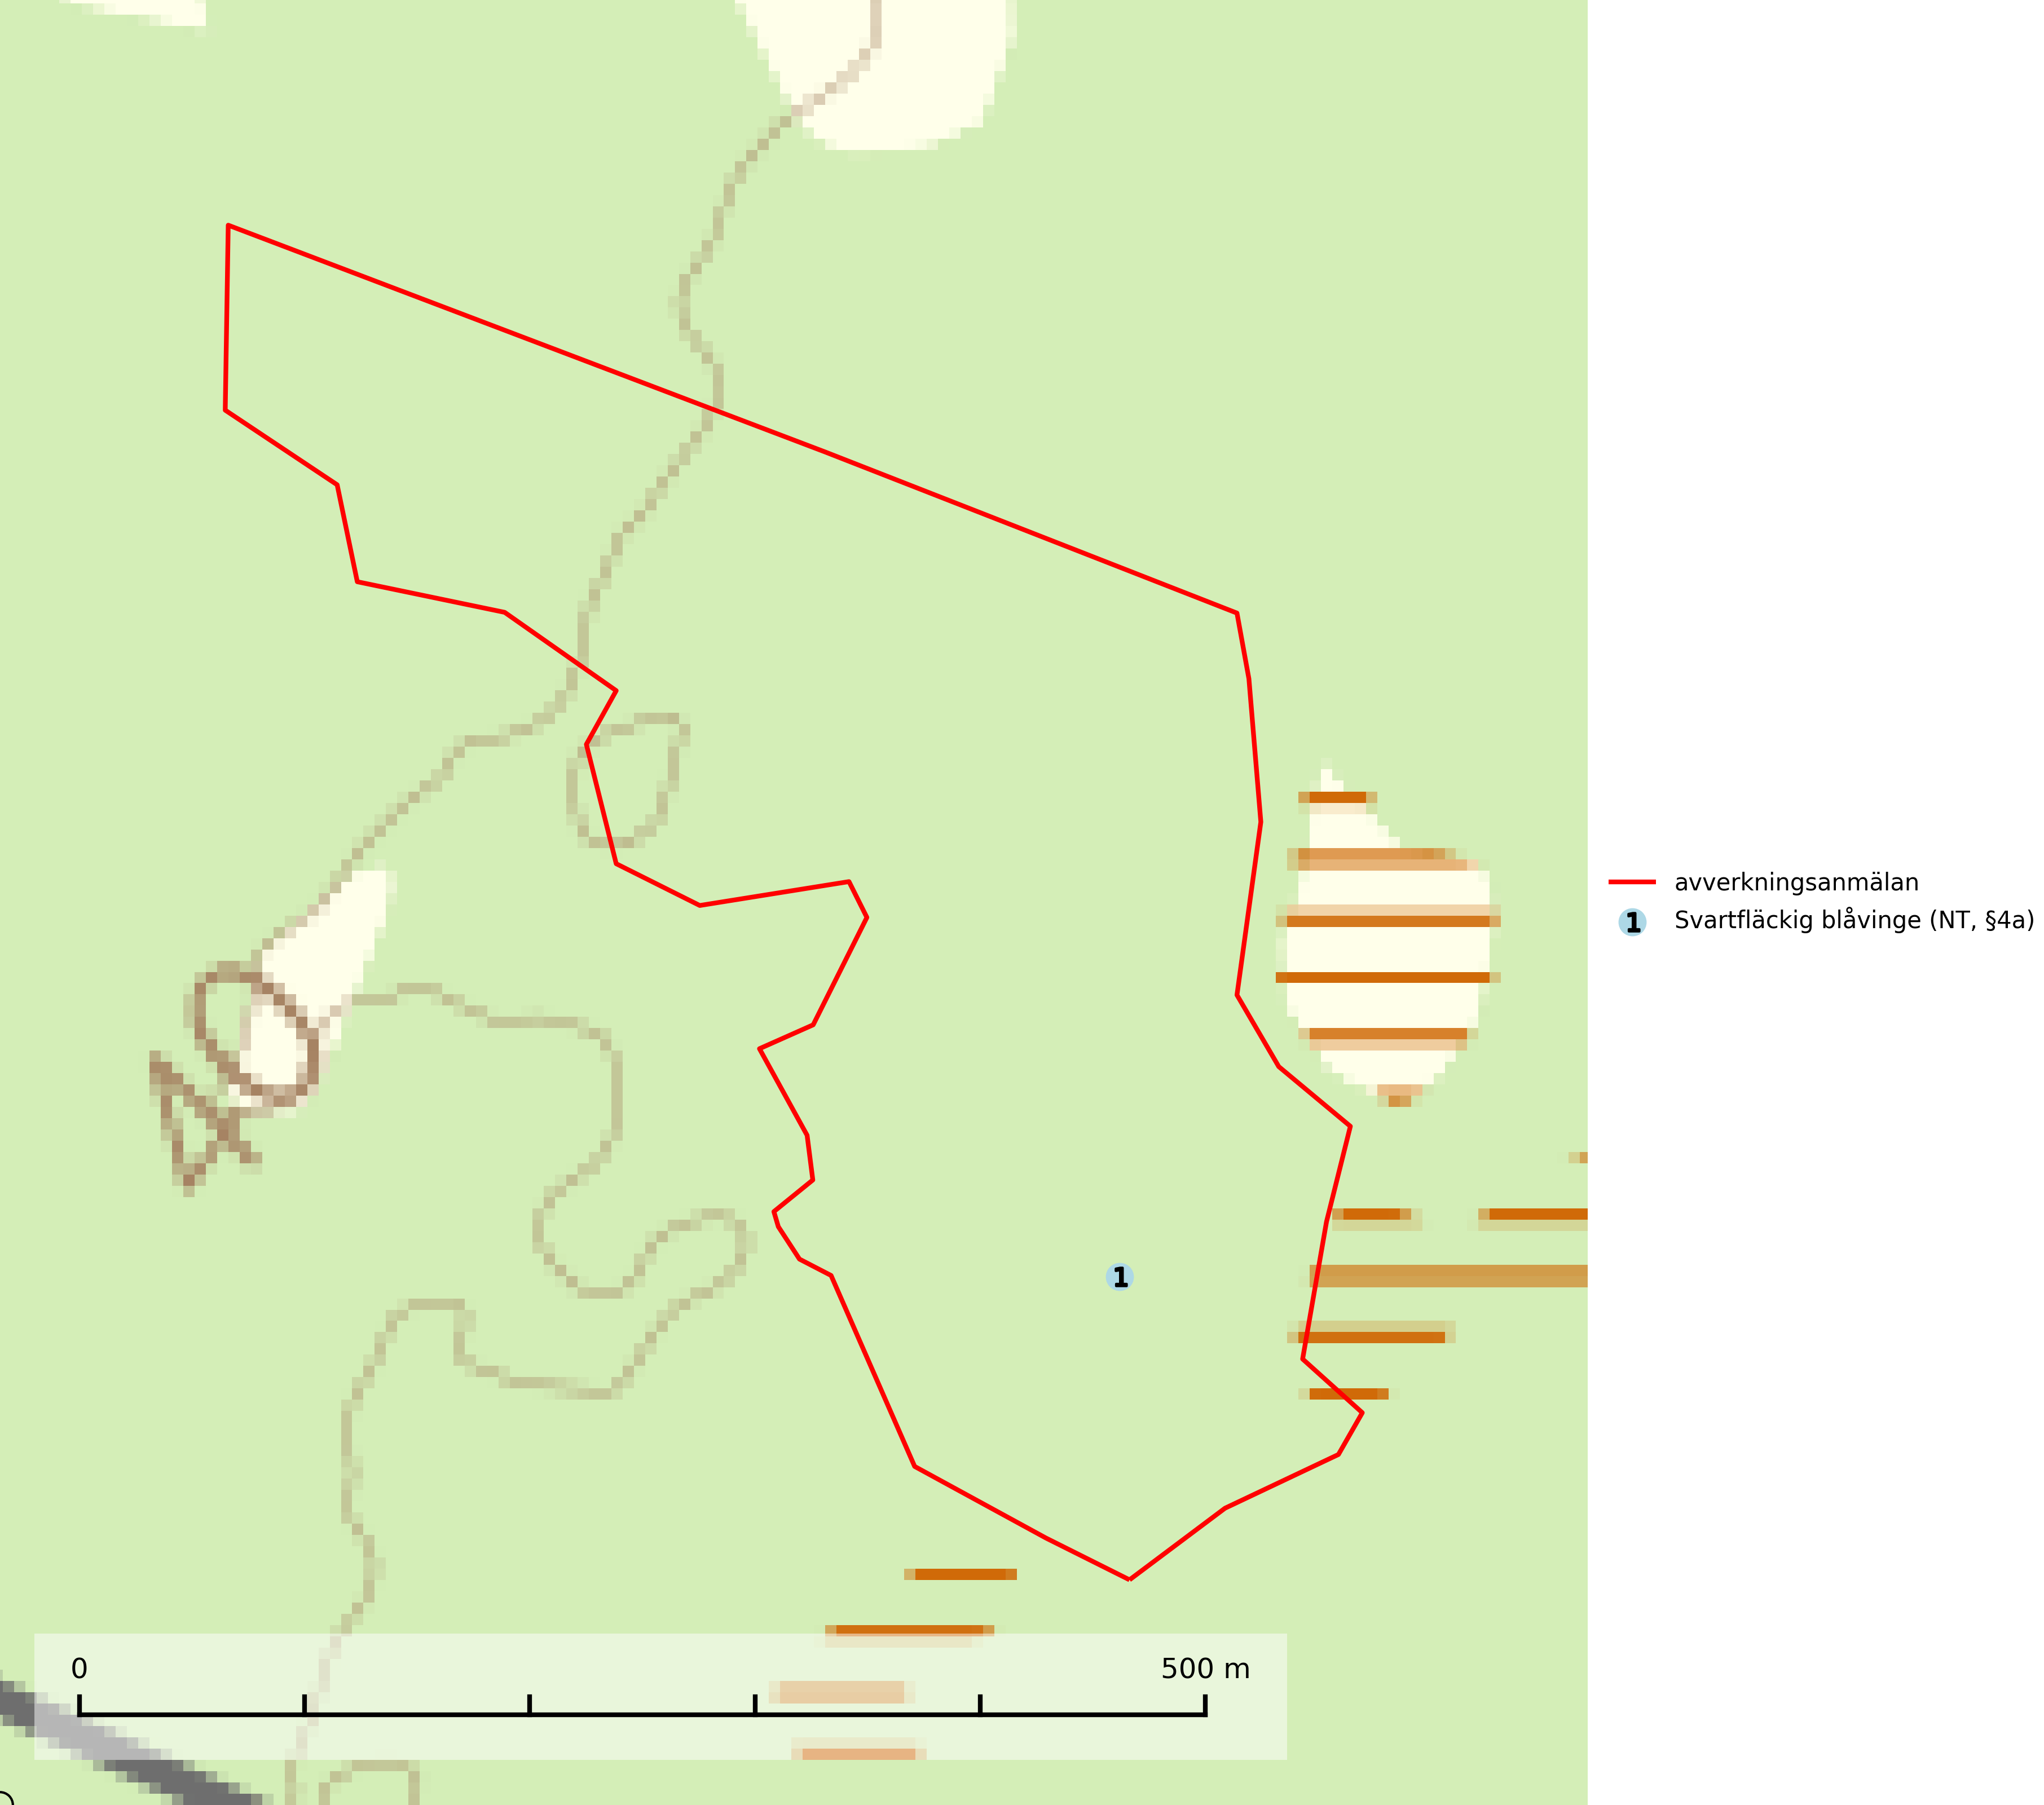 avverkningsanmälan
1 Svartfläckig blåvinge (NT, §4a)
1
0 500 m